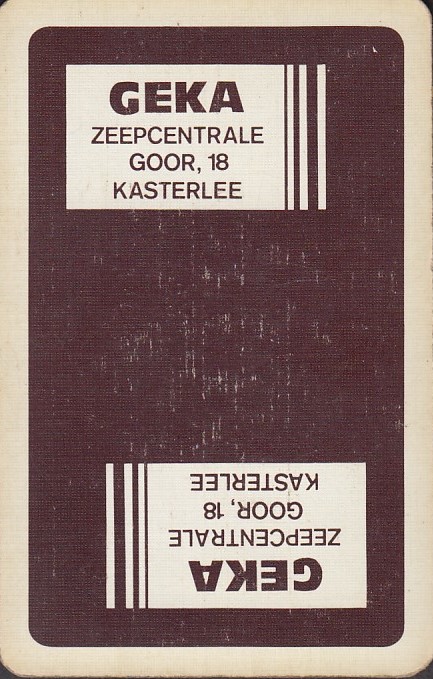 GEKA
ZEEPCENTRALE
GOOR, 18
KASTERLEE
GEKA
ZEEPCENTRALE
GOOR, 18
KASTERLEE